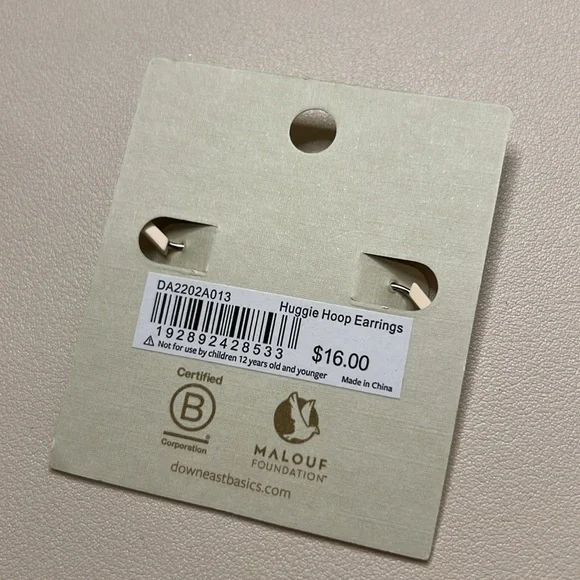 DA2202A013
Huggie Hoop Earrings
192892428533
$16.00
⚠ Not for use by children 12 years old and younger
Made in China
Certified
B
Corporation
MALOUF
FOUNDATION™
downeastbasics.com